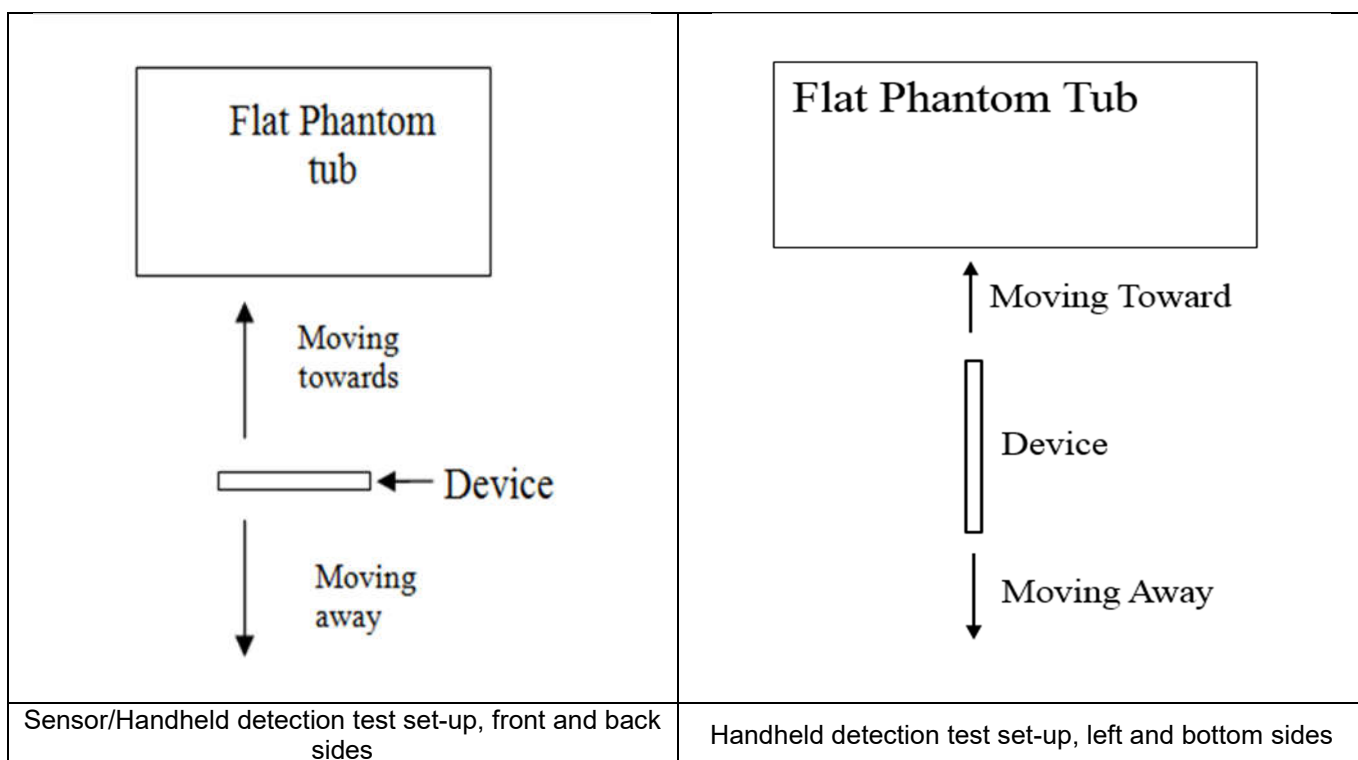 Flat Phantom
tub
Moving
towards
Device
Moving
away
Sensor/Handheld detection test set-up, front and back
sides
Flat Phantom Tub
Moving Toward
Device
Moving Away
Handheld detection test set-up, left and bottom sides